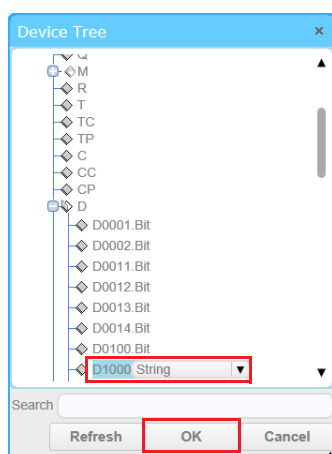 Device Tree ×
Q
M
R
T
TC
TP
C
CC
CP
D
D0001.Bit
D0002.Bit
D0011.Bit
D0012.Bit
D0013.Bit
D0014.Bit
D0100.Bit
D1000 String
Search
Refresh OK Cancel